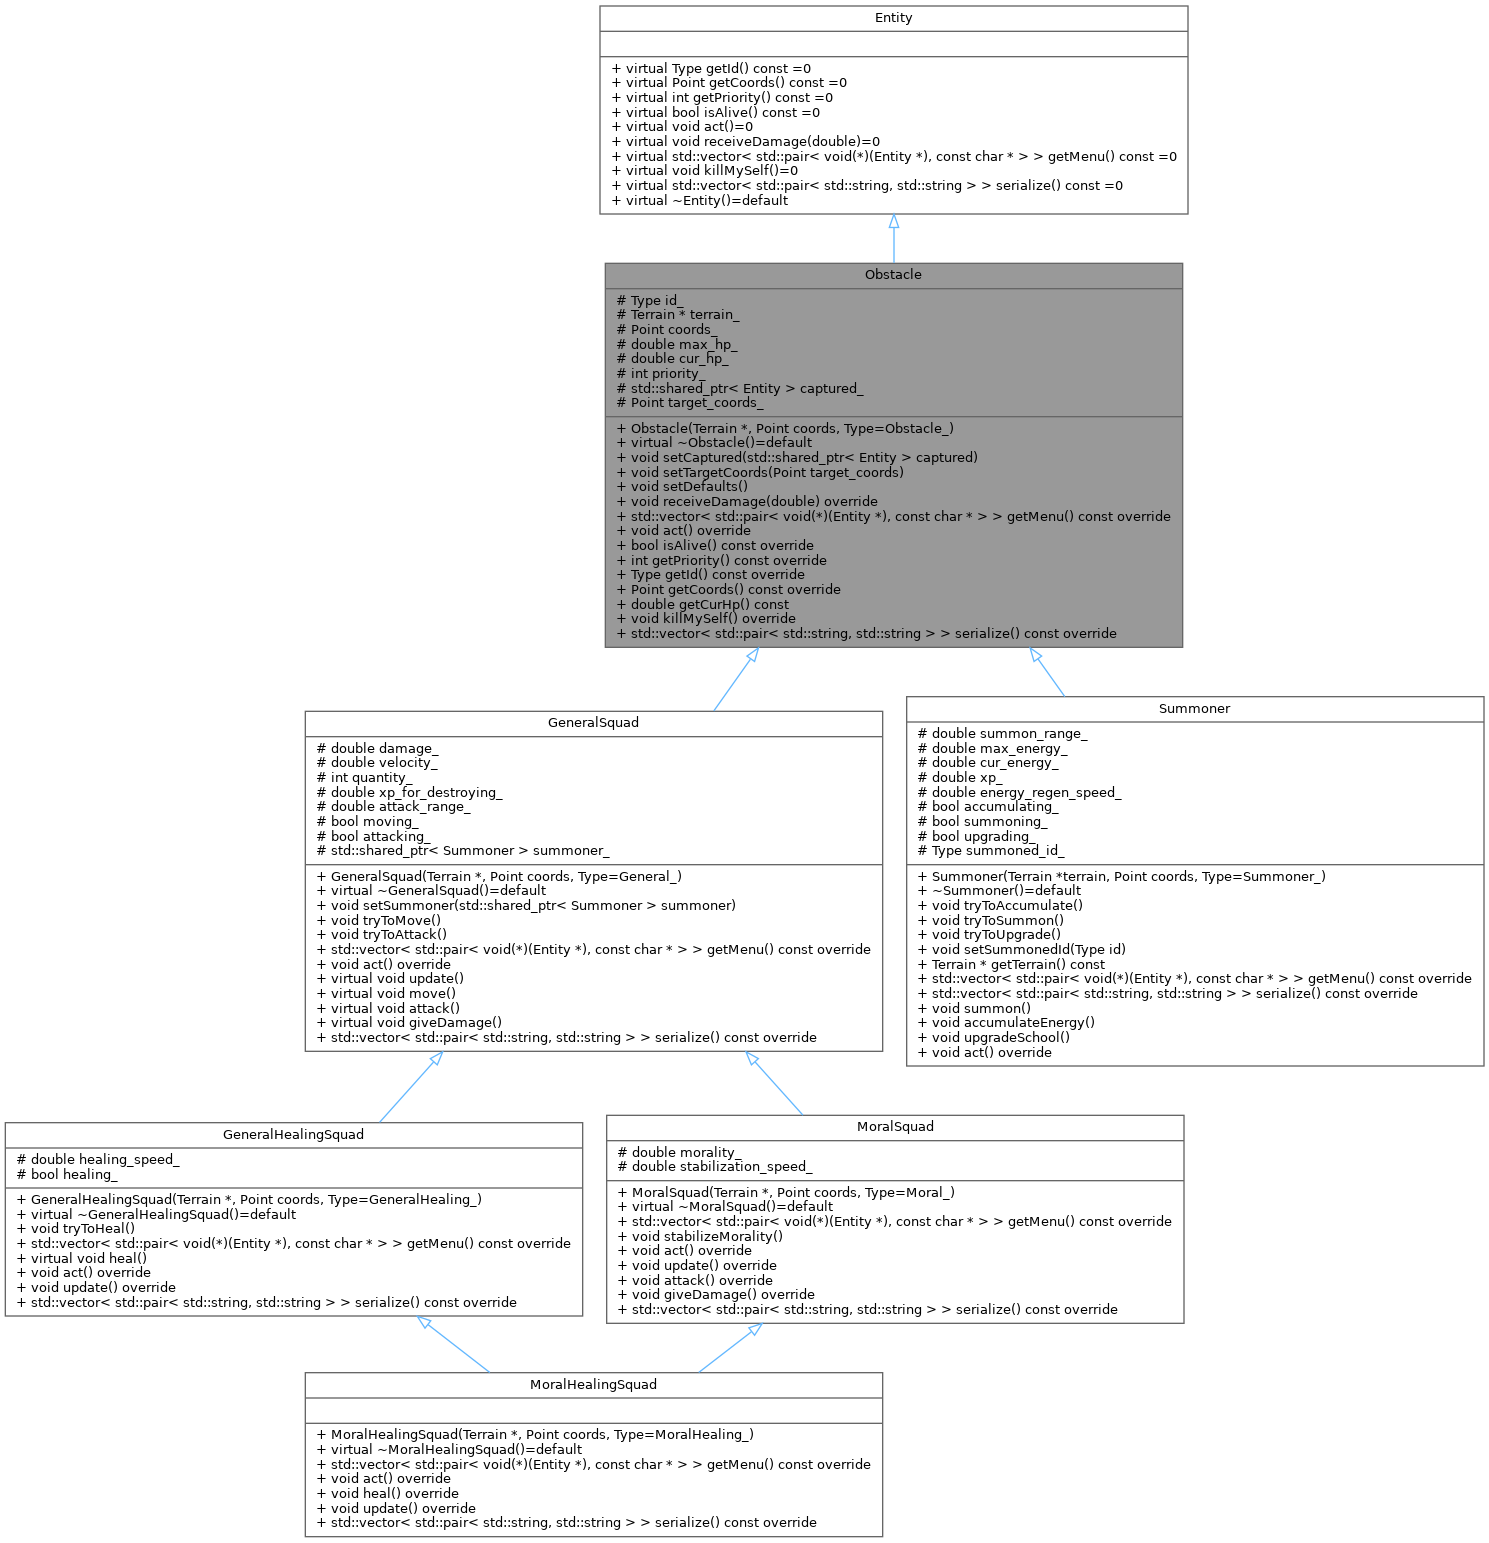 Entity
+ virtual Type getId() const =0
+ virtual Point getCoords() const =0
+ virtual int getPriority() const =0
+ virtual bool isAlive() const =0
+ virtual void act()=0
+ virtual void receiveDamage(double)=0
+ virtual std::vector< std::pair< void(*)(Entity *), const char * > > getMenu() const =0
+ virtual void killMySelf()=0
+ virtual std::vector< std::pair< std::string, std::string > > serialize() const =0
+ virtual ~Entity()=default
Obstacle
# Type id_
# Terrain * terrain_
# Point coords_
# double max_hp_
# double cur_hp_
# int priority_
# std::shared_ptr< Entity > captured_
# Point target_coords_
+ Obstacle(Terrain *, Point coords, Type=Obstacle_)
+ virtual ~Obstacle()=default
+ void setCaptured(std::shared_ptr< Entity > captured)
+ void setTargetCoords(Point target_coords)
+ void setDefaults()
+ void receiveDamage(double) override
+ std::vector< std::pair< void(*)(Entity *), const char * > > getMenu() const override
+ void act() override
+ bool isAlive() const override
+ int getPriority() const override
+ Type getId() const override
+ Point getCoords() const override
+ double getCurHp() const
+ void killMySelf() override
+ std::vector< std::pair< std::string, std::string > > serialize() const override
GeneralSquad
# double damage_
# double velocity_
# int quantity_
# double xp_for_destroying_
# double attack_range_
# bool moving_
# bool attacking_
# std::shared_ptr< Summoner > summoner_
+ GeneralSquad(Terrain *, Point coords, Type=General_)
+ virtual ~GeneralSquad()=default
+ void setSummoner(std::shared_ptr< Summoner > summoner)
+ void tryToMove()
+ void tryToAttack()
+ std::vector< std::pair< void(*)(Entity *), const char * > > getMenu() const override
+ void act() override
+ virtual void update()
+ virtual void move()
+ virtual void attack()
+ virtual void giveDamage()
+ std::vector< std::pair< std::string, std::string > > serialize() const override
Summoner
# double summon_range_
# double max_energy_
# double cur_energy_
# double xp_
# double energy_regen_speed_
# bool accumulating_
# bool summoning_
# bool upgrading_
# Type summoned_id_
+ Summoner(Terrain *terrain, Point coords, Type=Summoner_)
+ ~Summoner()=default
+ void tryToAccumulate()
+ void tryToSummon()
+ void tryToUpgrade()
+ void setSummonedId(Type id)
+ Terrain * getTerrain() const
+ std::vector< std::pair< void(*)(Entity *), const char * > > getMenu() const override
+ std::vector< std::pair< std::string, std::string > > serialize() const override
+ void summon()
+ void accumulateEnergy()
+ void upgradeSchool()
+ void act() override
GeneralHealingSquad
# double healing_speed_
# bool healing_
+ GeneralHealingSquad(Terrain *, Point coords, Type=GeneralHealing_)
+ virtual ~GeneralHealingSquad()=default
+ void tryToHeal()
+ std::vector< std::pair< void(*)(Entity *), const char * > > getMenu() const override
+ virtual void heal()
+ void act() override
+ void update() override
+ std::vector< std::pair< std::string, std::string > > serialize() const override
MoralSquad
# double morality_
# double stabilization_speed_
+ MoralSquad(Terrain *, Point coords, Type=Moral_)
+ virtual ~MoralSquad()=default
+ std::vector< std::pair< void(*)(Entity *), const char * > > getMenu() const override
+ void stabilizeMorality()
+ void act() override
+ void update() override
+ void attack() override
+ void giveDamage() override
+ std::vector< std::pair< std::string, std::string > > serialize() const override
MoralHealingSquad
+ MoralHealingSquad(Terrain *, Point coords, Type=MoralHealing_)
+ virtual ~MoralHealingSquad()=default
+ std::vector< std::pair< void(*)(Entity *), const char * > > getMenu() const override
+ void act() override
+ void heal() override
+ void update() override
+ std::vector< std::pair< std::string, std::string > > serialize() const override